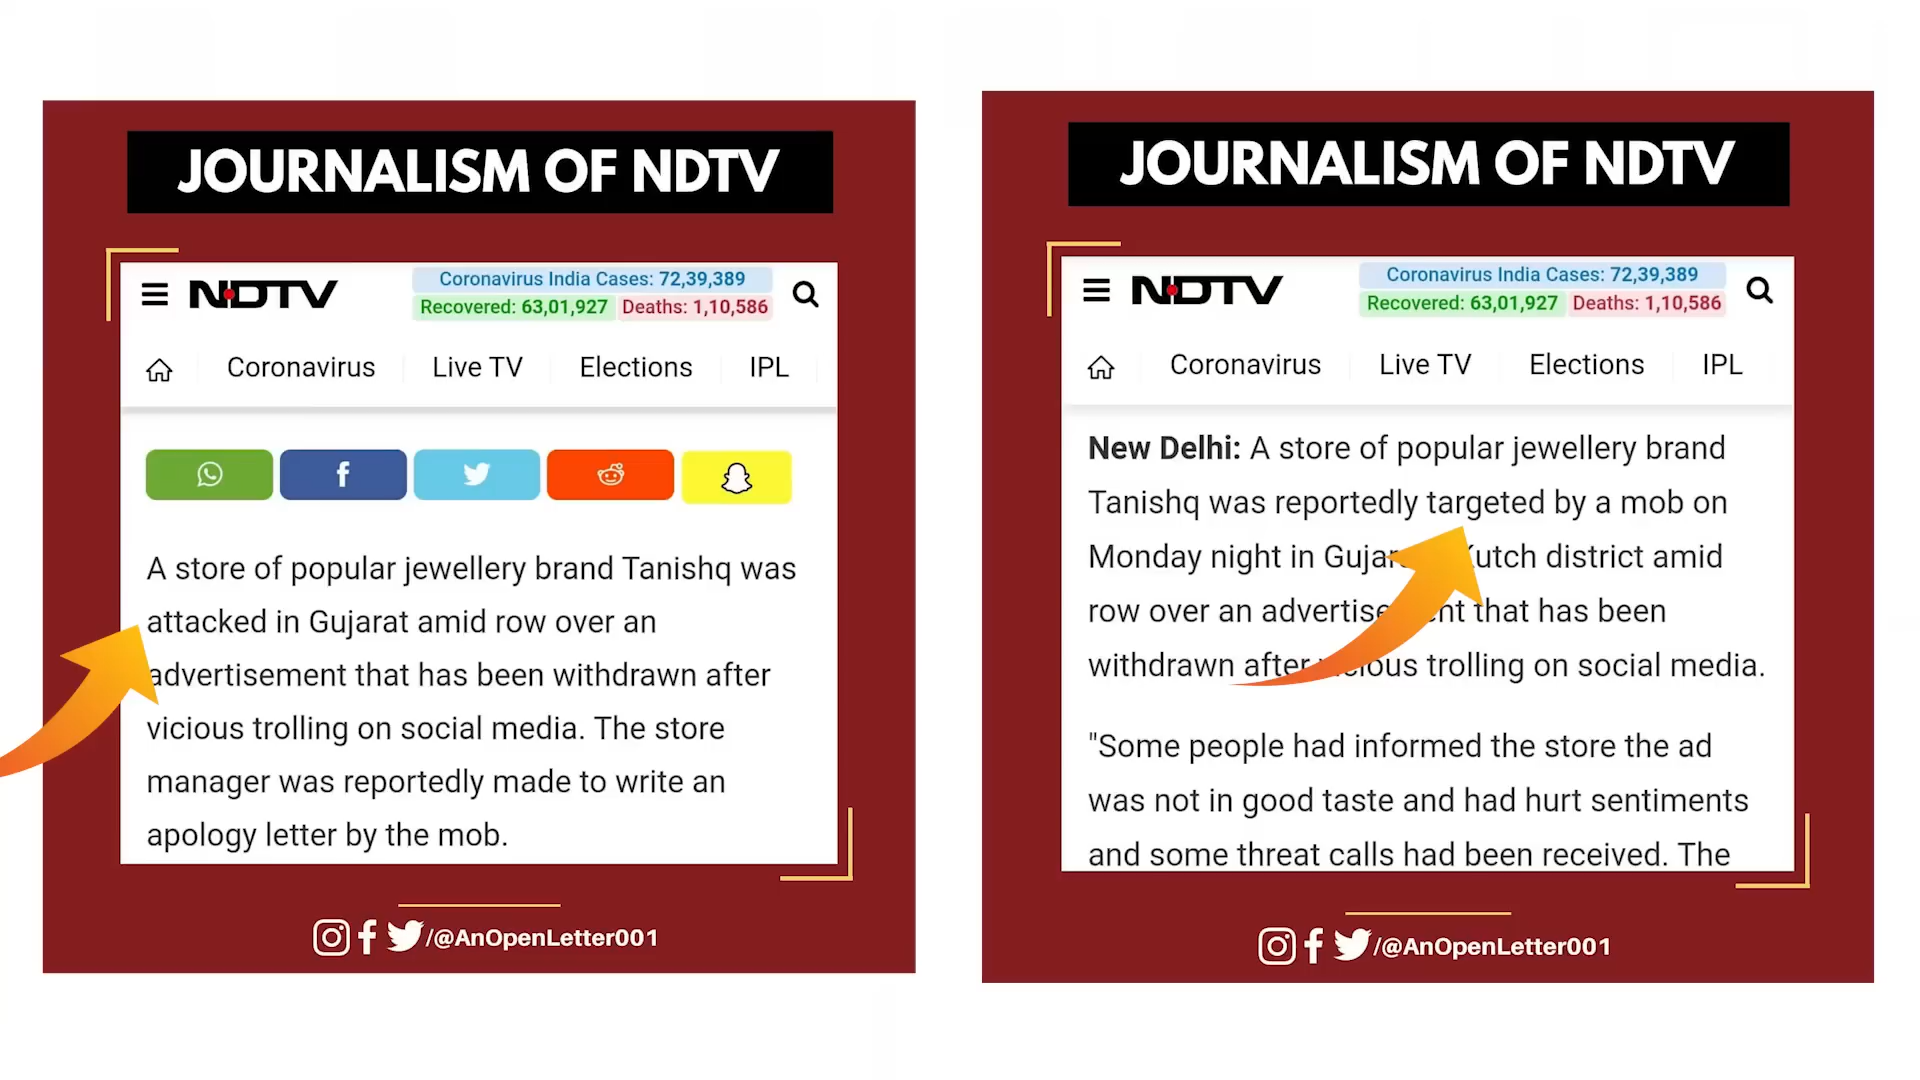 JOURNALISM OF NDTV
NDTV
Coronavirus India Cases: 72,39,389
Recovered: 63,01,927 Deaths: 1,10,586
Coronavirus Live TV Elections IPL
A store of popular jewellery brand Tanishq was
attacked in Gujarat amid row over an
advertisement that has been withdrawn after
vicious trolling on social media. The store
manager was reportedly made to write an
apology letter by the mob.
/@AnOpenLetter001
JOURNALISM OF NDTV
NDTV
Coronavirus India Cases: 72,39,389
Recovered: 63,01,927 Deaths: 1,10,586
Coronavirus Live TV Elections IPL
New Delhi: A store of popular jewellery brand
Tanishq was reportedly targeted by a mob on
Monday night in Kutch district amid
row over an that has been
withdrawn after vicious trolling on social media.
"Some people had informed the store the ad
was not in good taste and had hurt sentiments
and some threat calls had been received. The
/@AnOpenLetter001